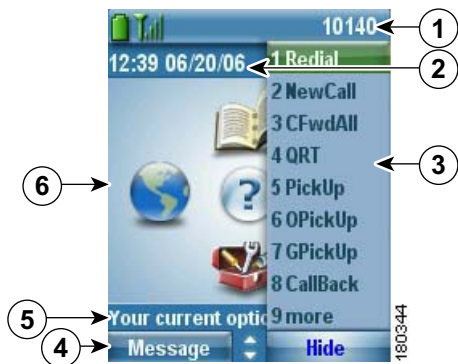 10140
1
12:39 06/20/06
2
1 Redial
2 NewCall
3 CFwdAll
4 QRT
5 PickUp
6 OPickUp
7 GPickUp
8 CallBack
9 more
3
6
?
5
Your current optio
4
Message
Hide
180344